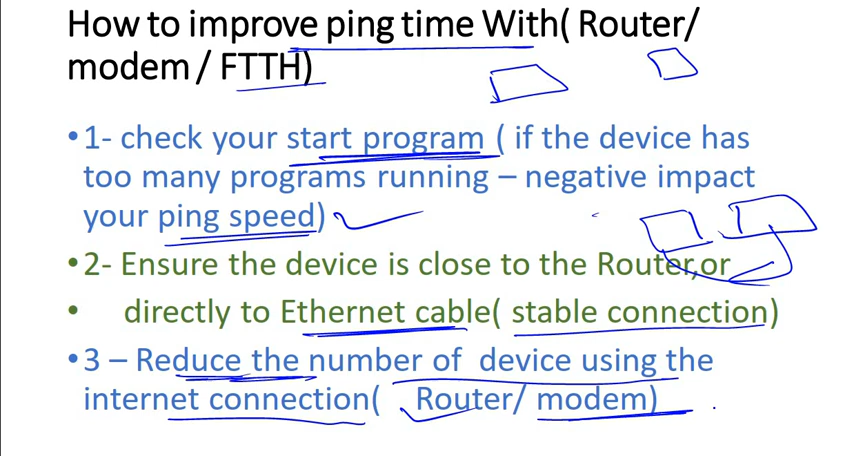 How to improve ping time With( Router/
modem / FTTH)
•1- check your start program ( if the device has
too many programs running – negative impact
your ping speed)
•2- Ensure the device is close to the Router,or
• directly to Ethernet cable( stable connection)
•3 – Reduce the number of device using the
internet connection( Router/ modem)